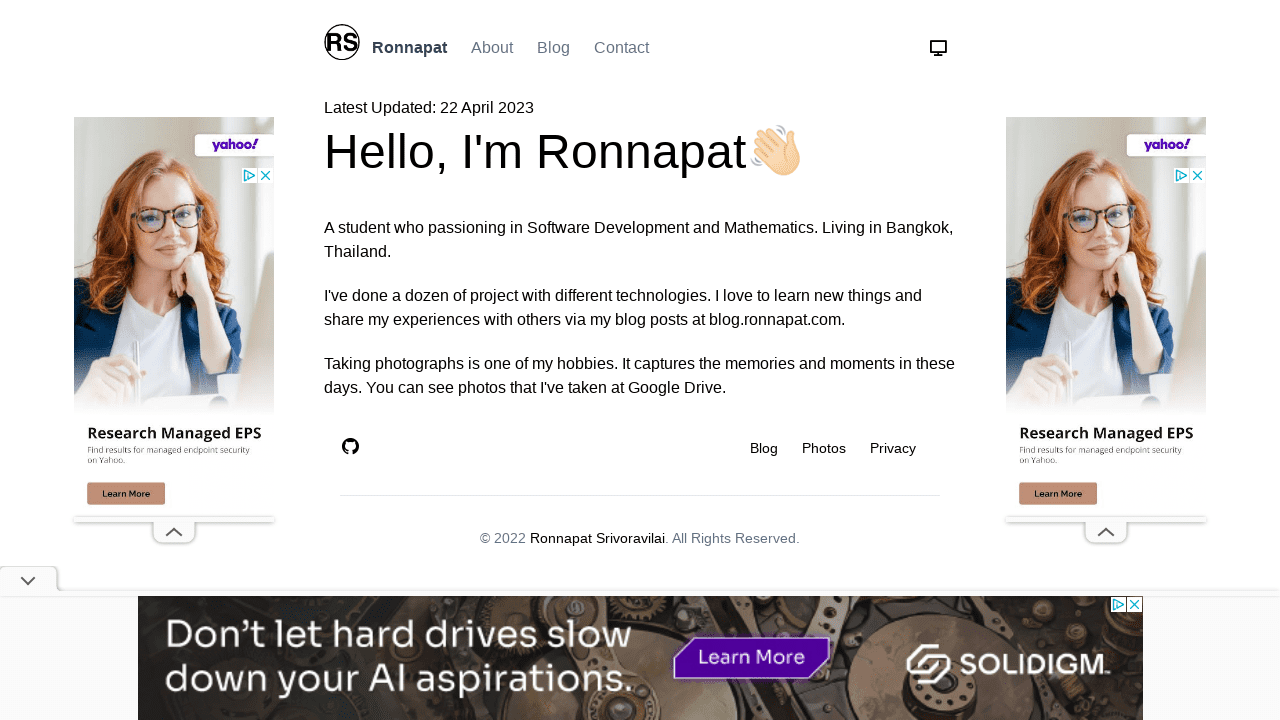 RS
Ronnapat About Blog Contact
Latest Updated: 22 April 2023
Hello, I'm Ronnapat
A student who passioning in Software Development and Mathematics. Living in Bangkok,
Thailand.
I've done a dozen of project with different technologies. I love to learn new things and
share my experiences with others via my blog posts at blog.ronnapat.com.
Taking photographs is one of my hobbies. It captures the memories and moments in these
days. You can see photos that I've taken at Google Drive.
Blog Photos Privacy
© 2022 Ronnapat Srivoravilai. All Rights Reserved.
yahoo!
Research Managed EPS
Find results for managed endpoint security
on Yahoo.
Learn More
yahoo!
Research Managed EPS
Find results for managed endpoint security
on Yahoo.
Learn More
Don't let hard drives slow
down your AI aspirations.
Learn More
SOLIDIGM